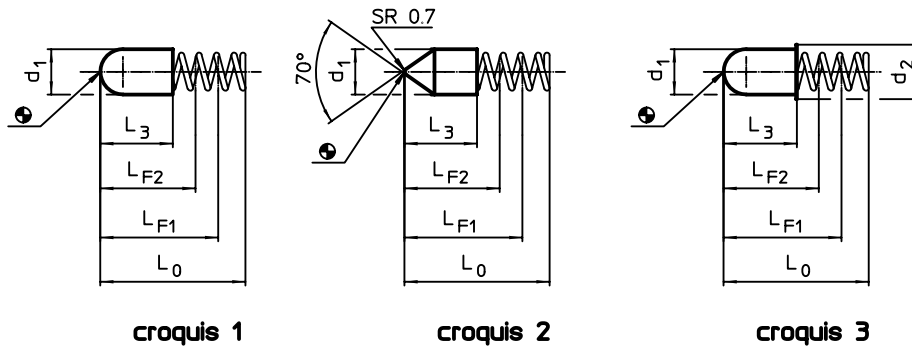 SR 0.7
70°
d1
d1
d1
d2
L3
L3
L3
LF2
LF2
LF2
LF1
LF1
LF1
L0
L0
L0
croquis 1
croquis 2
croquis 3